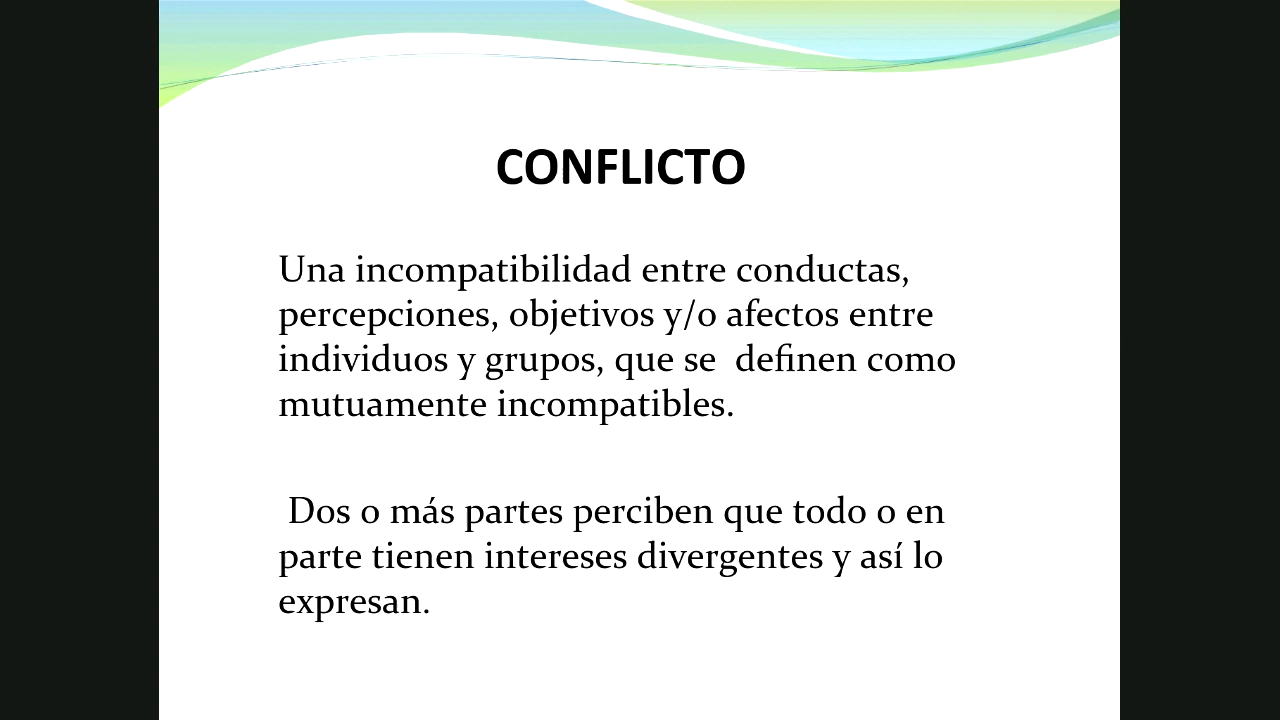 CONFLICTO
Una incompatibilidad entre conductas,
percepciones, objetivos y/o afectos entre
individuos y grupos, que se  definen como
mutuamente incompatibles.
Dos o más partes perciben que todo o en
parte tienen intereses divergentes y así lo
expresan.